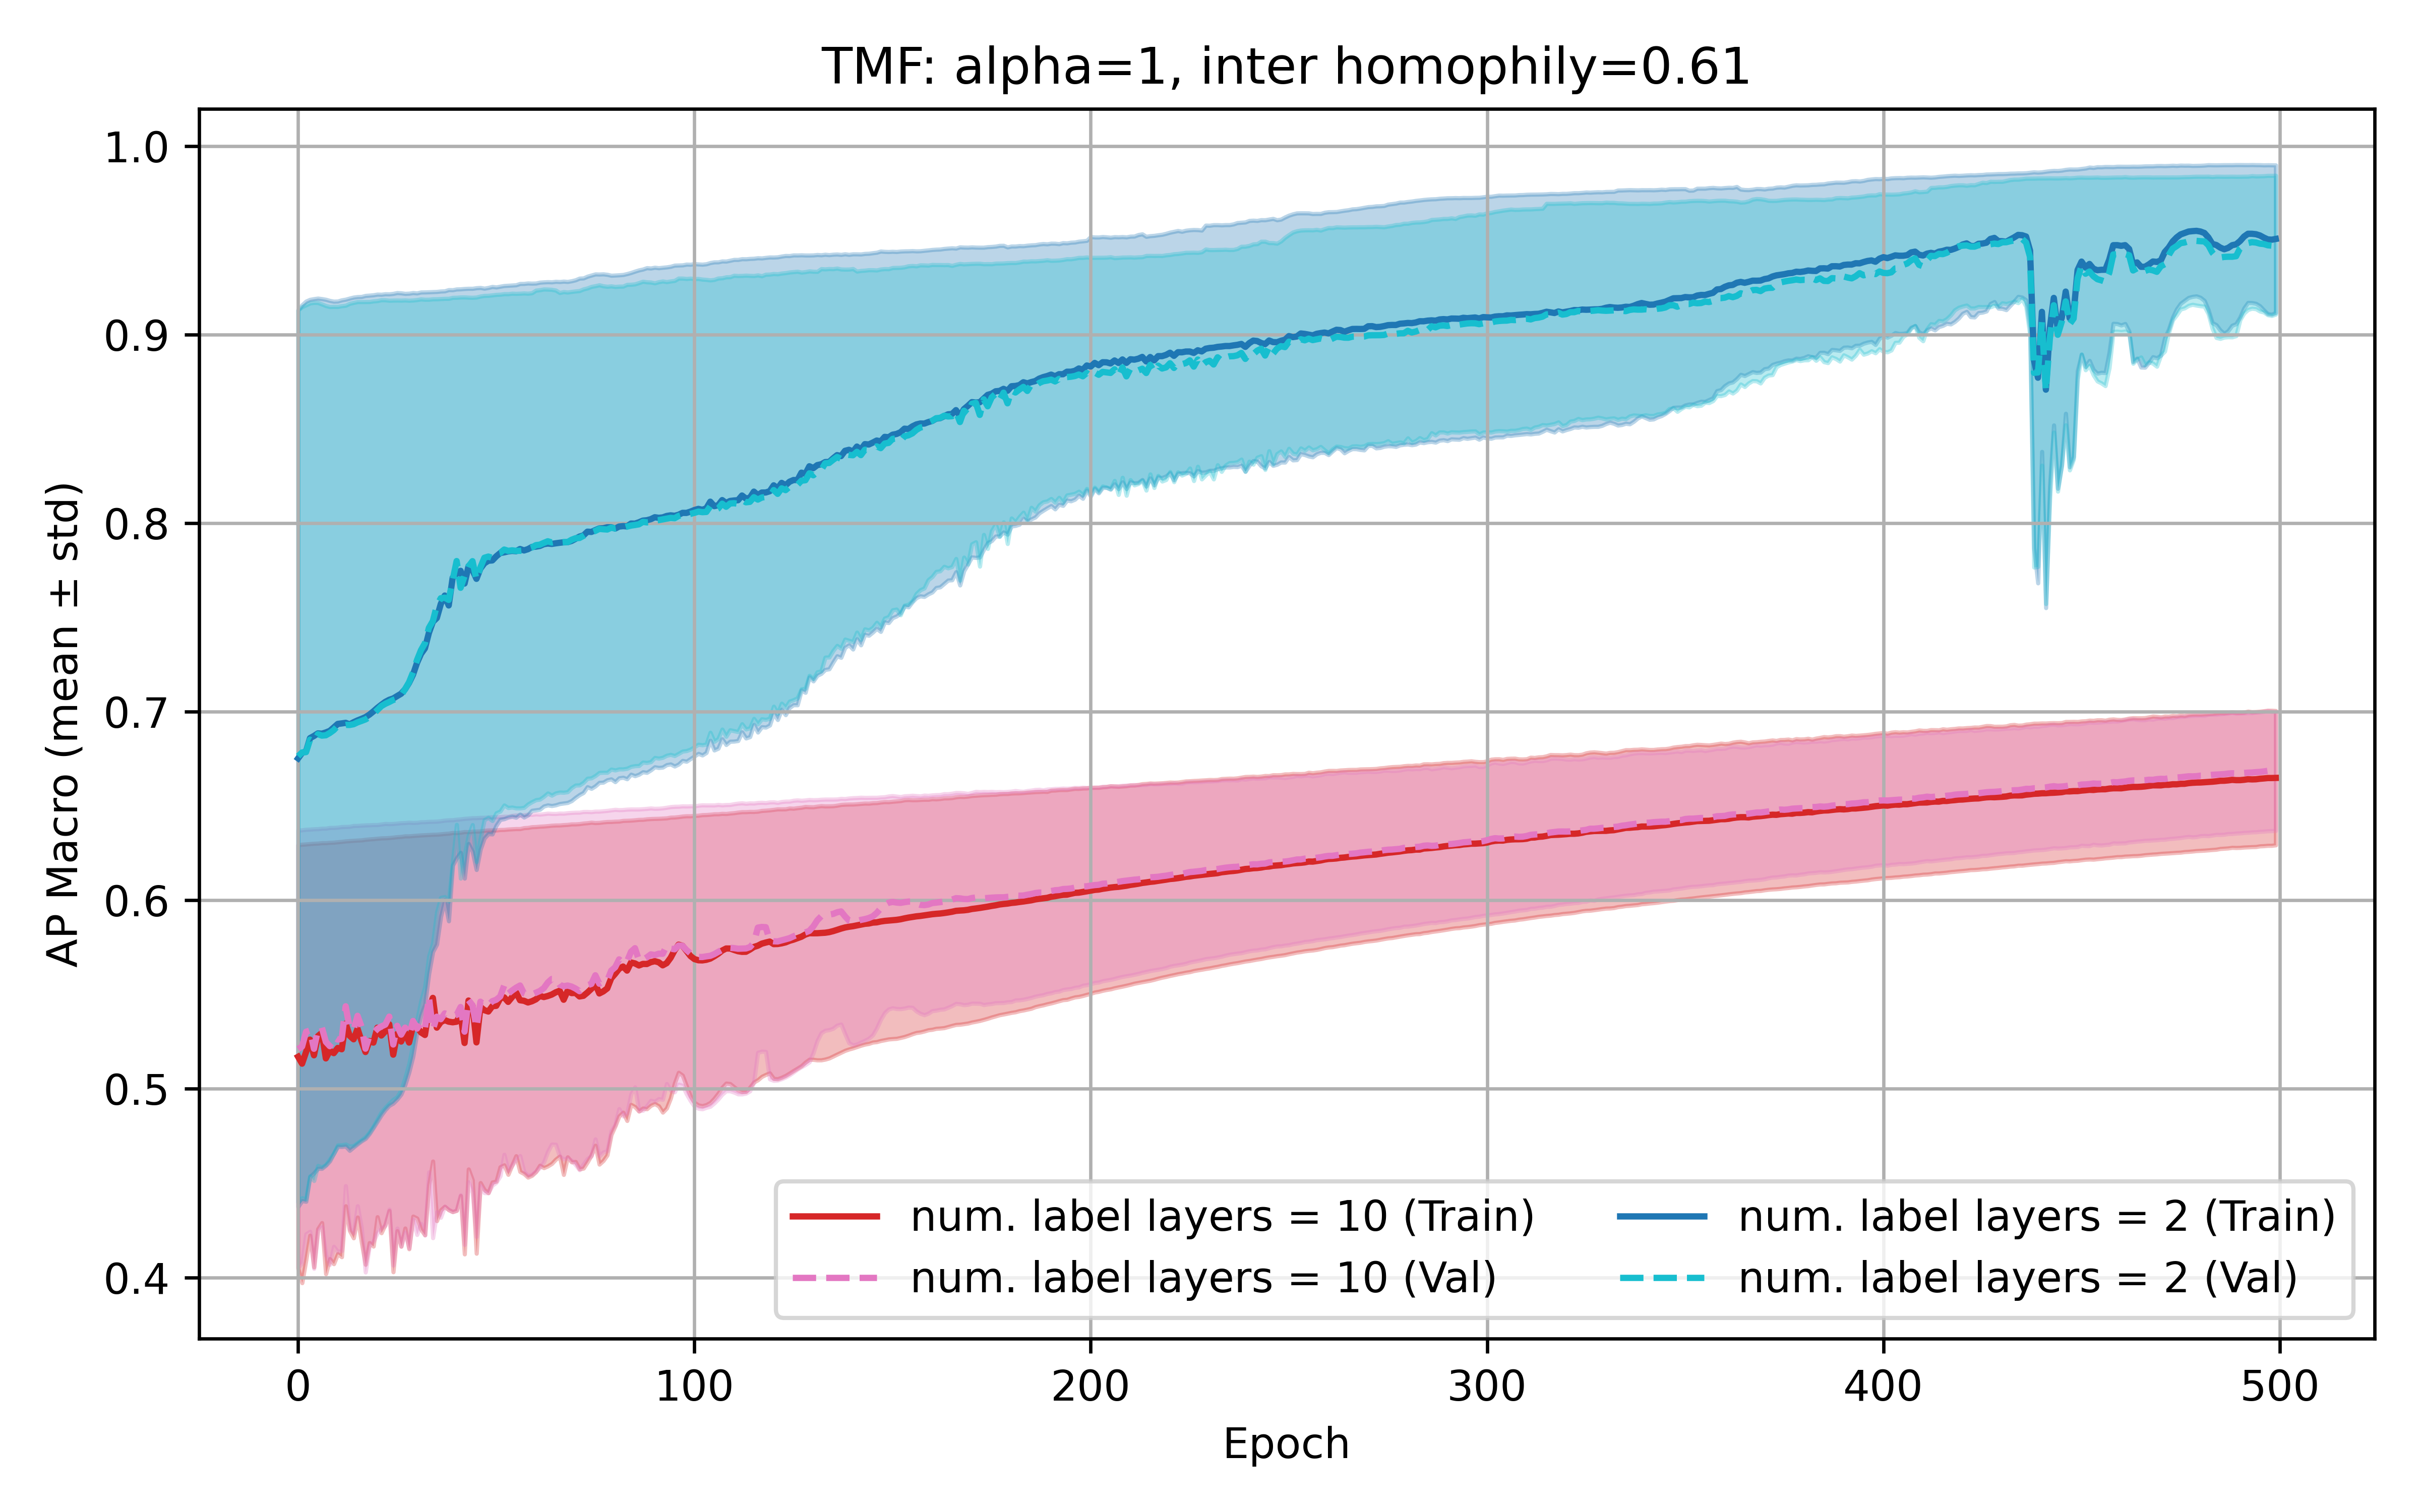 TMF: alpha=1, inter homophily=0.61
AP Macro (mean ± std)
1.0
0.9
0.8
0.7
0.6
0.5
0.4
num. label layers = 10 (Train)
num. label layers = 10 (Val)
num. label layers = 2 (Train)
num. label layers = 2 (Val)
0 100 200 300 400 500
Epoch